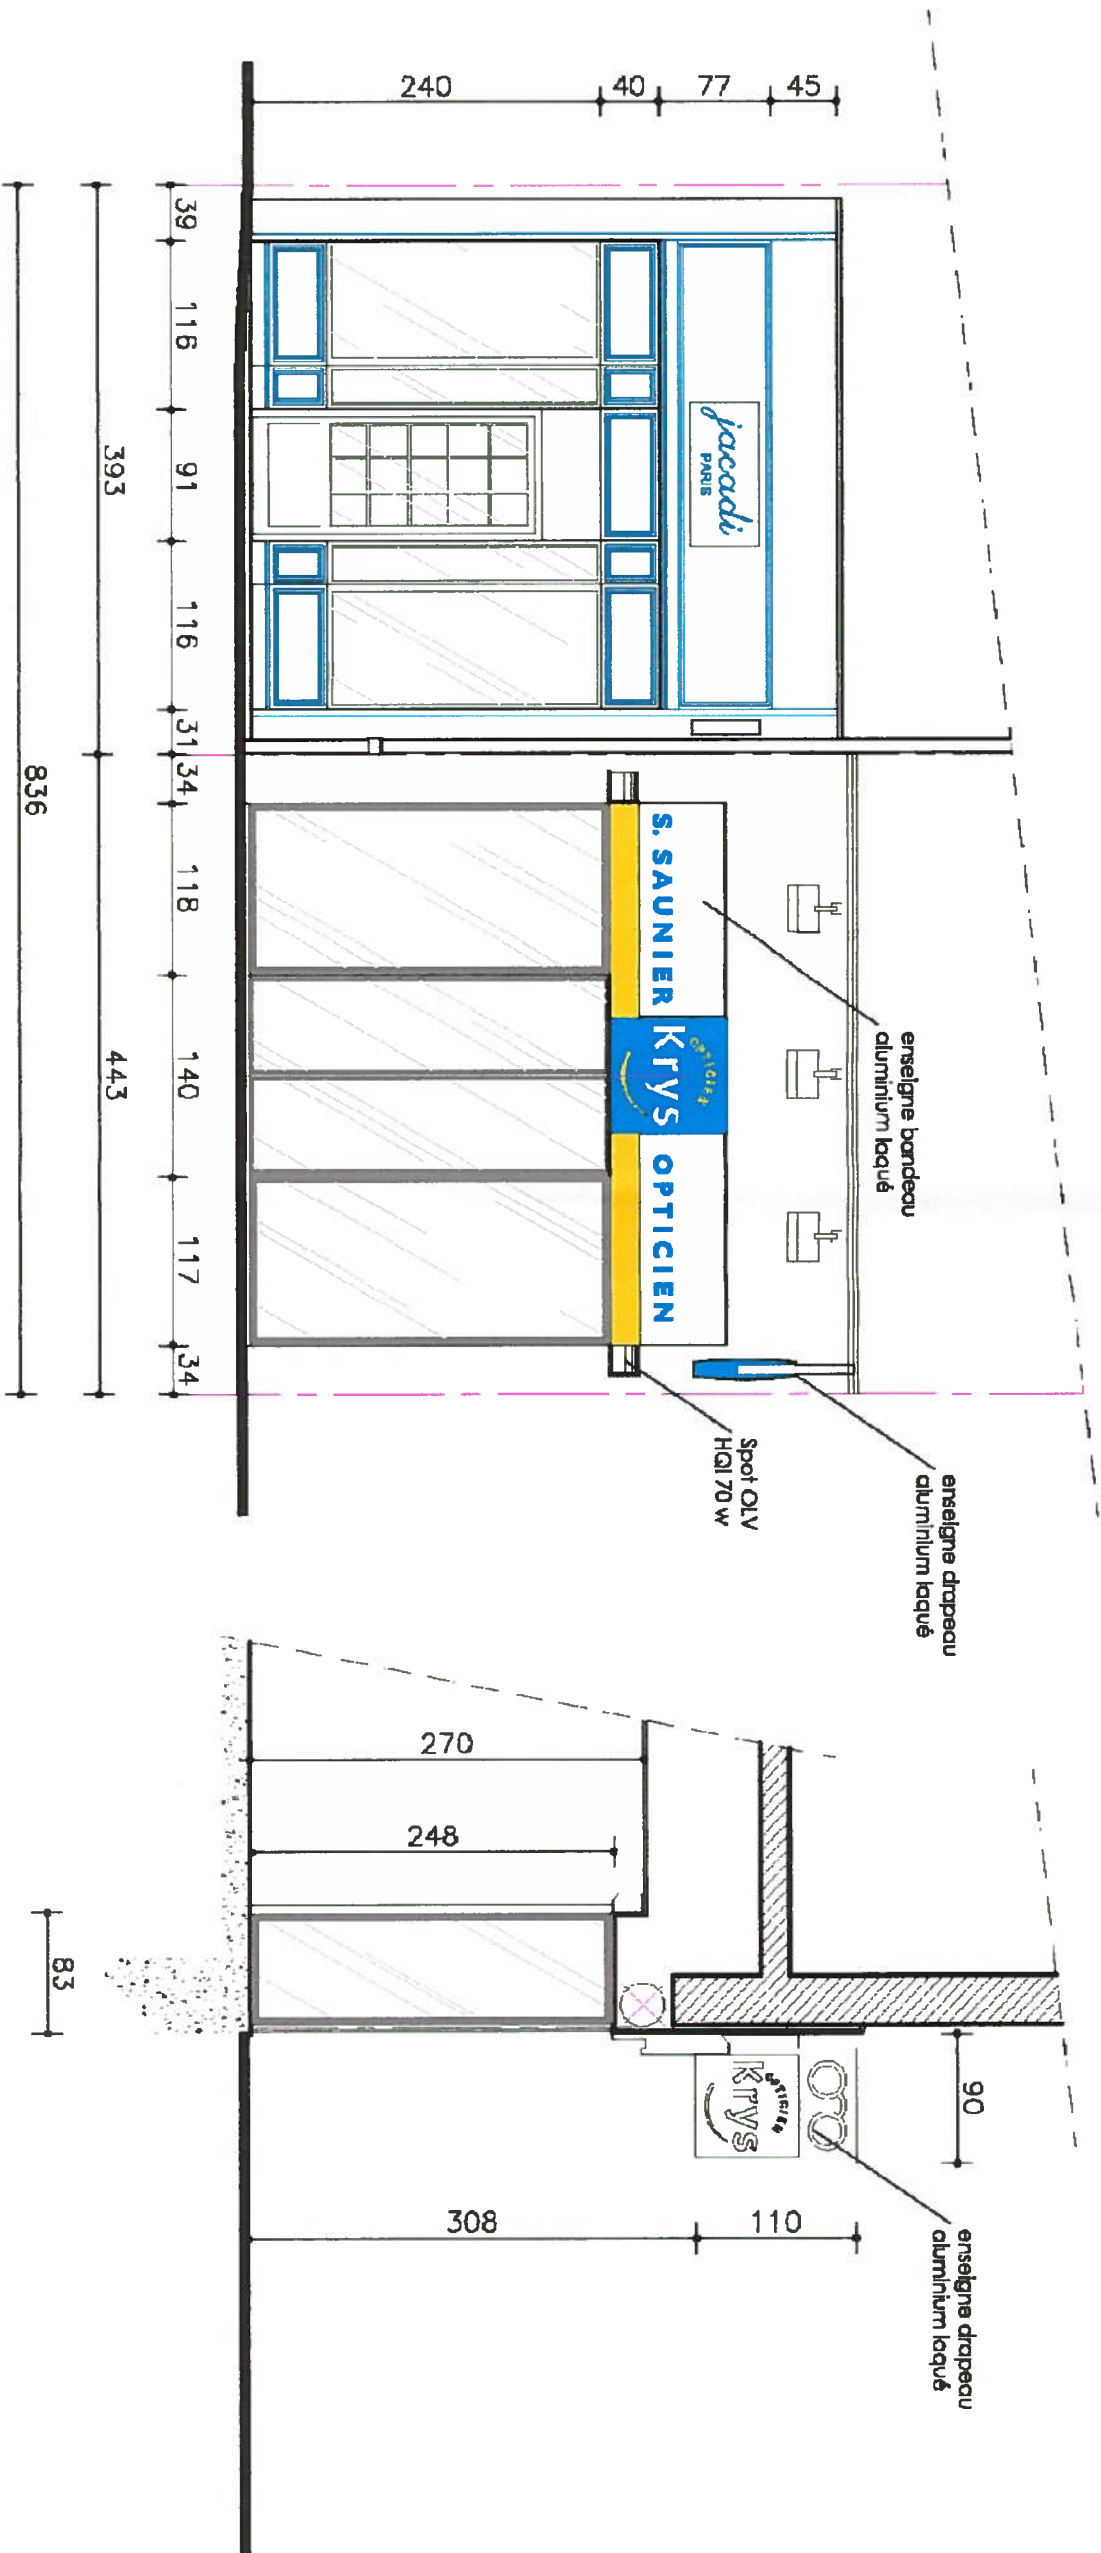 45
77
40
240
jacadi
PARIS
39
116
91
116
31
34
118
140
117
34
393
443
836
S. SAUNIER
OPTICIEN
Krys
OPTICIEN
enseigne bandeau
aluminium laqué
enseigne drapeau
aluminium laqué
Spot OLV
HQI 70 W
270
248
83
90
OPTICIEN
Krys
308
110
enseigne drapeau
aluminium laqué